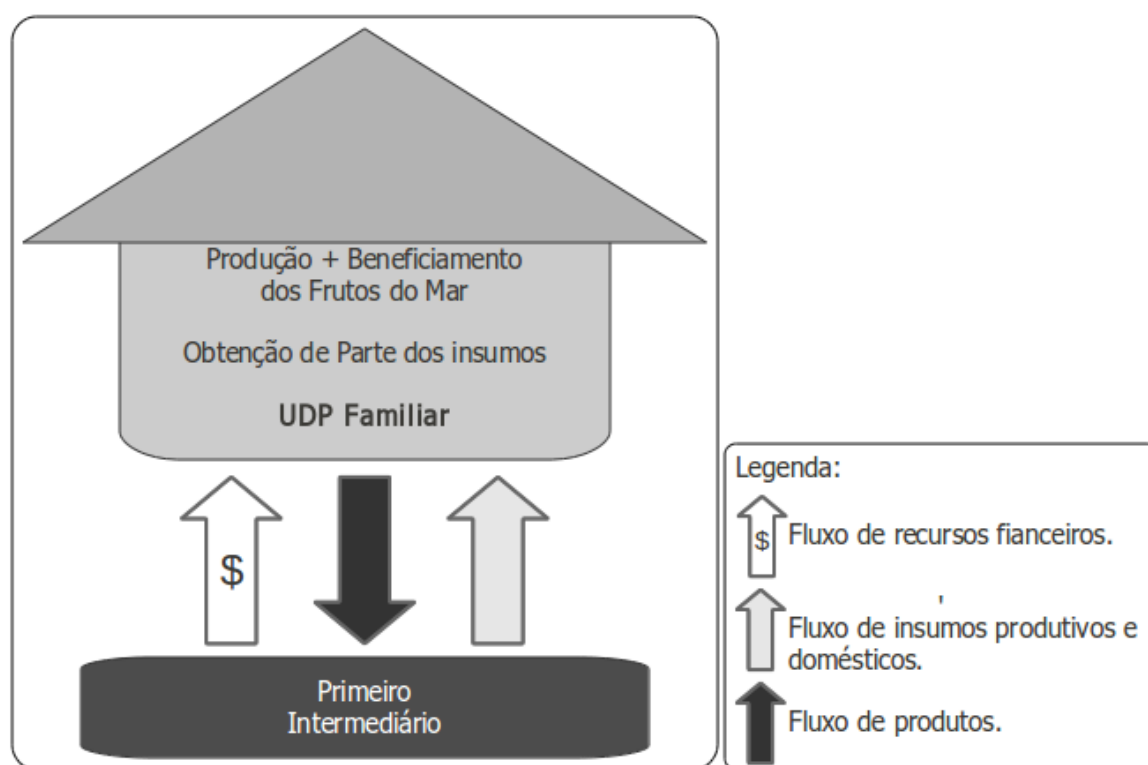 Produção + Beneficiamento
dos Frutos do Mar
Obtenção de Parte dos insumos
UDP Familiar
$
Primeiro
Intermediário
Legenda:
$ Fluxo de recursos fianceiros.
'
Fluxo de insumos produtivos e
domésticos.
Fluxo de produtos.